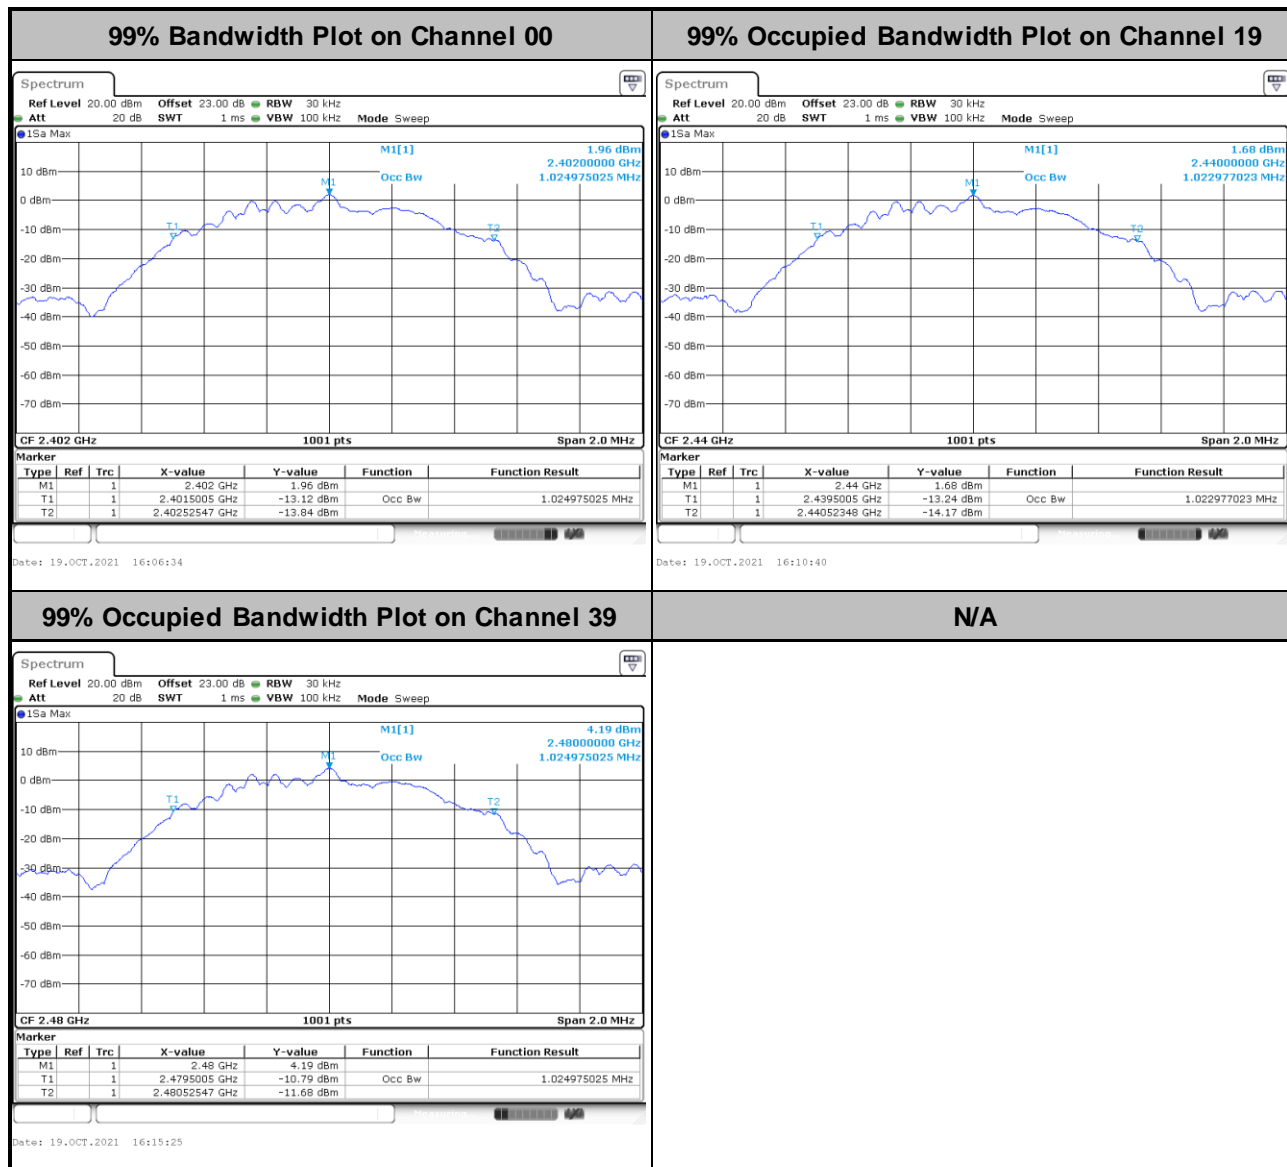 99% Bandwidth Plot on Channel 00
Spectrum
Ref Level 20.00 dBm Offset 23.00 dB RBW 30 kHz
Att 20 dB SWT 1 ms VBW 100 kHz Mode Sweep
1Sa Max
M1[1] 1.96 dBm
2.40200000 GHz
Occ Bw 1.024975025 MHz
10 dBm
0 dBm
-10 dBm
-20 dBm
-30 dBm
-40 dBm
-50 dBm
-60 dBm
-70 dBm
M1
T1
T2
CF 2.402 GHz 1001 pts Span 2.0 MHz
Marker
Type Ref Trc X-value Y-value Function Function Result
M1 1 2.402 GHz 1.96 dBm
T1 1 2.4015005 GHz -13.12 dBm Occ Bw 1.024975025 MHz
T2 1 2.40252547 GHz -13.84 dBm
Measuring...
Date: 19.OCT.2021 16:06:34
99% Occupied Bandwidth Plot on Channel 19
Spectrum
Ref Level 20.00 dBm Offset 23.00 dB RBW 30 kHz
Att 20 dB SWT 1 ms VBW 100 kHz Mode Sweep
1Sa Max
M1[1] 1.68 dBm
2.44000000 GHz
Occ Bw 1.022977023 MHz
10 dBm
0 dBm
-10 dBm
-20 dBm
-30 dBm
-40 dBm
-50 dBm
-60 dBm
-70 dBm
M1
T1
T2
CF 2.44 GHz 1001 pts Span 2.0 MHz
Marker
Type Ref Trc X-value Y-value Function Function Result
M1 1 2.44 GHz 1.68 dBm
T1 1 2.4395005 GHz -13.24 dBm Occ Bw 1.022977023 MHz
T2 1 2.44052348 GHz -14.17 dBm
Measuring...
Date: 19.OCT.2021 16:10:40
99% Occupied Bandwidth Plot on Channel 39
Spectrum
Ref Level 20.00 dBm Offset 23.00 dB RBW 30 kHz
Att 20 dB SWT 1 ms VBW 100 kHz Mode Sweep
1Sa Max
M1[1] 4.19 dBm
2.48000000 GHz
Occ Bw 1.024975025 MHz
10 dBm
0 dBm
-10 dBm
-20 dBm
-30 dBm
-40 dBm
-50 dBm
-60 dBm
-70 dBm
M1
T1
T2
CF 2.48 GHz 1001 pts Span 2.0 MHz
Marker
Type Ref Trc X-value Y-value Function Function Result
M1 1 2.48 GHz 4.19 dBm
T1 1 2.4795005 GHz -10.79 dBm Occ Bw 1.024975025 MHz
T2 1 2.48052547 GHz -11.68 dBm
Measuring...
Date: 19.OCT.2021 16:15:25
N/A